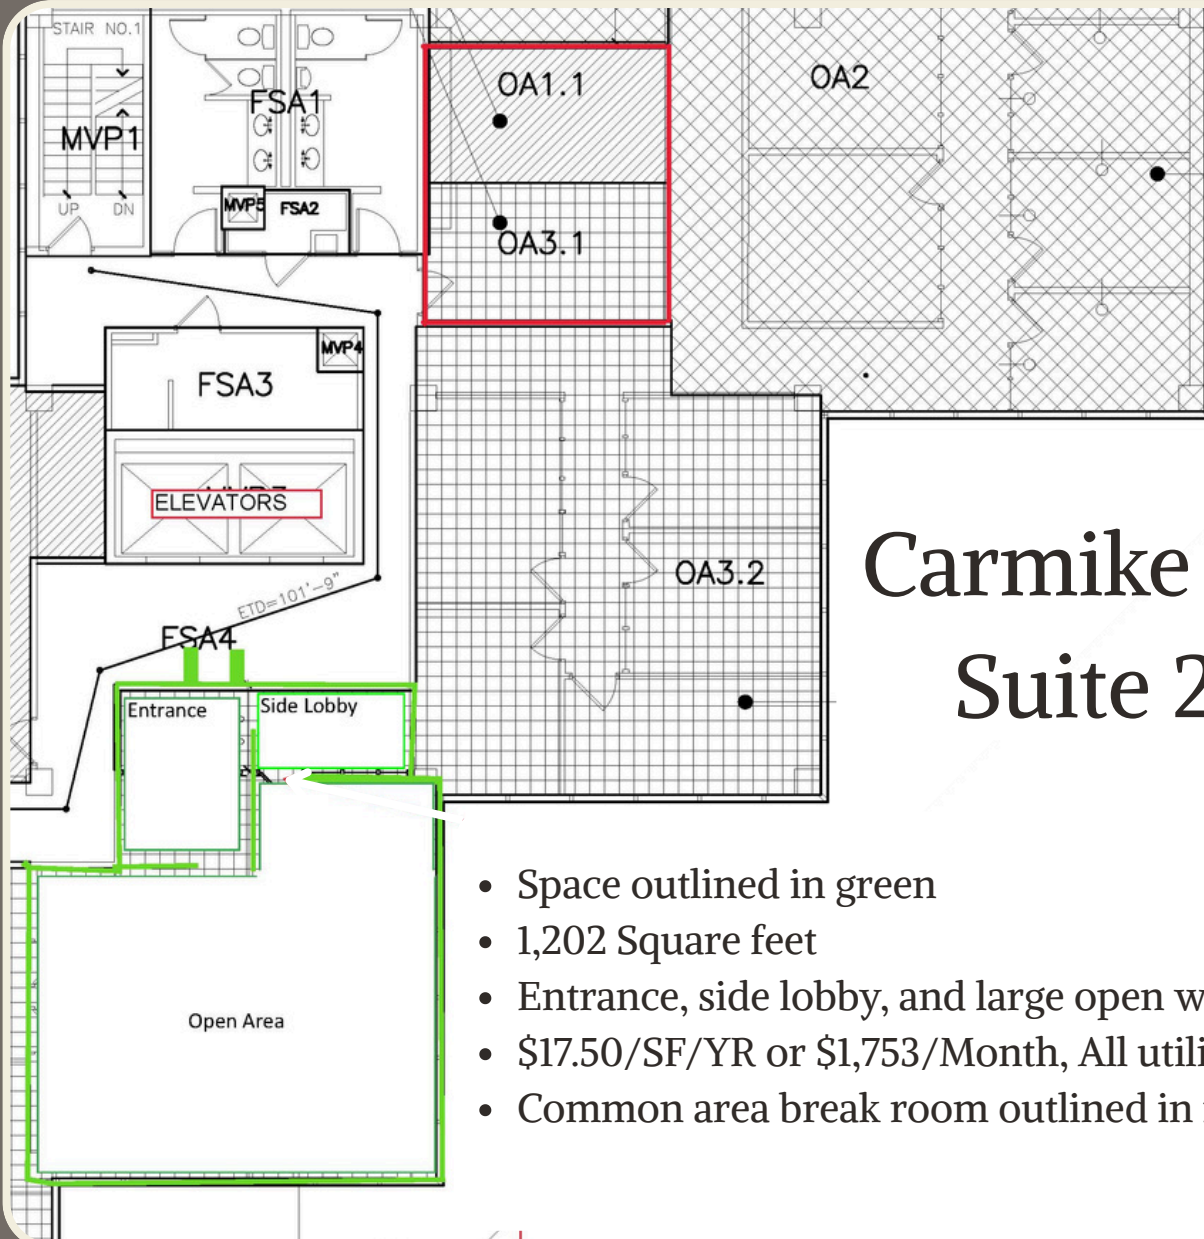 STAIR NO.1
MVP1
UP
DN
FSA1
MVP5
FSA2
OA1.1
OA3.1
OA2
MVP4
FSA3
ELEVATORS
ETD=101'-9"
FSA4
OA3.2
Entrance
Side Lobby
Open Area
Carmike
Suite 2
• Space outlined in green
• 1,202 Square feet
• Entrance, side lobby, and large open w
• $17.50/SF/YR or $1,753/Month, All utili
• Common area break room outlined in